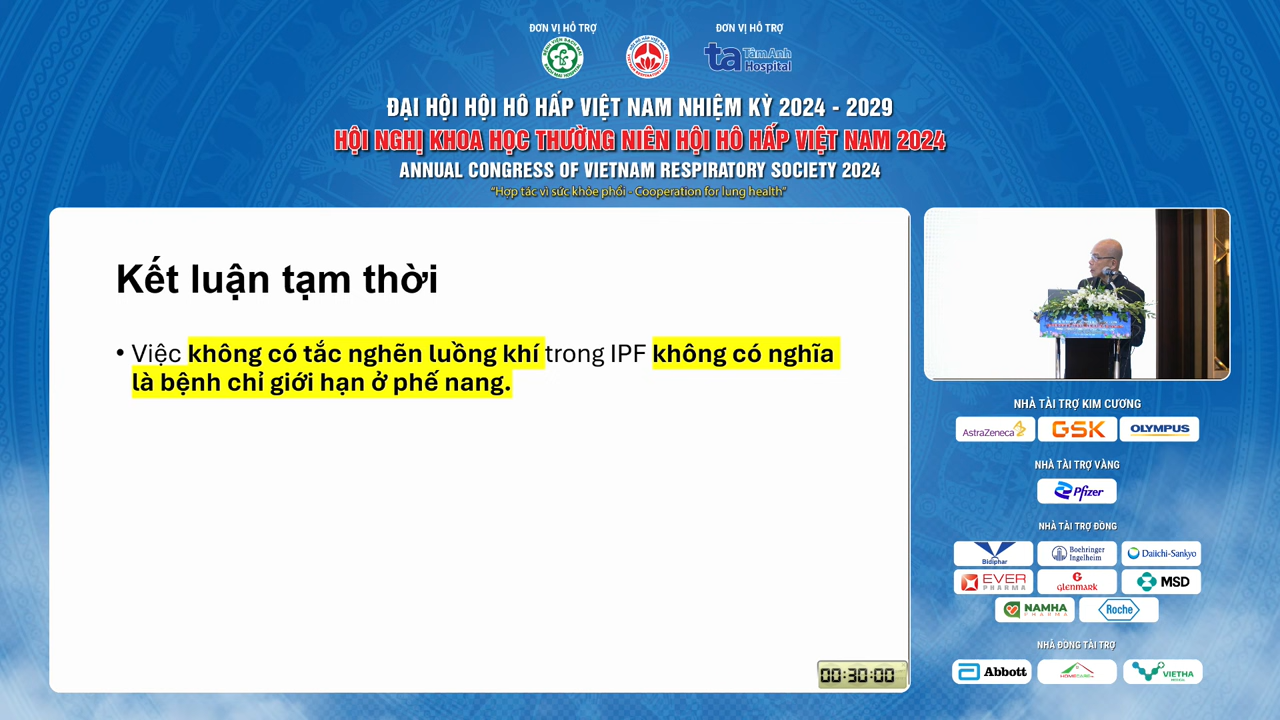 ĐƠN VỊ HỖ TRỢ
ĐƠN VỊ HỖ TRỢ
TâmAnh
Hospital
ĐẠI HỘI HỘI HÔ HẤP VIỆT NAM NHIỆM KỲ 2024 - 2029
HỘI NGHỊ KHOA HỌC THƯỜNG NIÊN HỘI HÔ HẤP VIỆT NAM 2024
ANNUAL CONGRESS OF VIETNAM RESPIRATORY SOCIETY 2024
"Hợp tác vì sức khỏe phổi - Cooperation for lung health"
Kết luận tạm thời
• Việc không có tắc nghẽn luồng khí trong IPF không có nghĩa
là bệnh chỉ giới hạn ở phế nang.
00:30:00
NHÀ TÀI TRỢ KIM CƯƠNG
AstraZeneca GSK OLYMPUS
NHÀ TÀI TRỢ VÀNG
Pfizer
NHÀ TÀI TRỢ ĐỒNG
Bidiphar Boehringer Ingelheim Daiichi-Sankyo
EVER PHARMA GLENMARK MSD
NAMHA PHARMA Roche
NHÀ ĐỒNG TÀI TRỢ
Abbott HOMECARE VIETHA